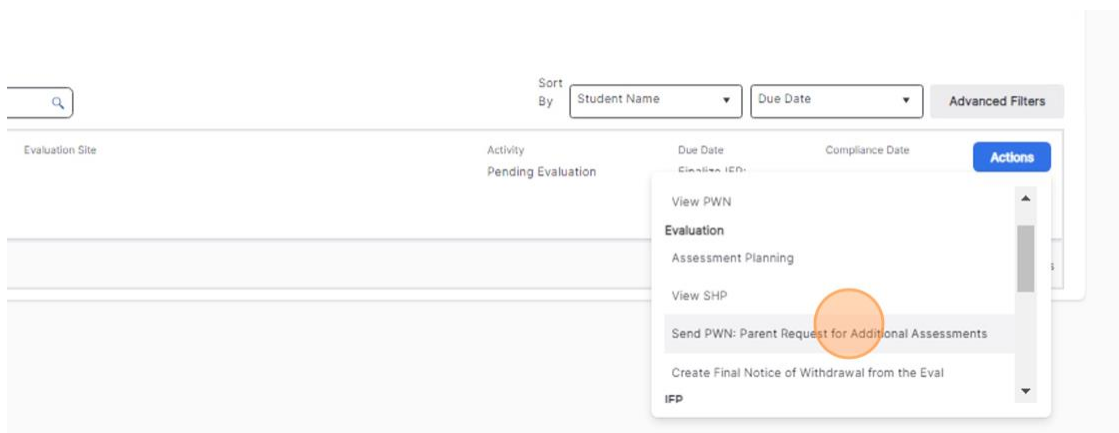 Sort
By
Student Name
Due Date
Advanced Filters
Evaluation Site
Activity
Due Date
Compliance Date
Actions
Pending Evaluation
Finalize IEP:
View PWN
Evaluation
Assessment Planning
View SHP
Send PWN: Parent Request for Additional Assessments
Create Final Notice of Withdrawal from the Eval
IEP